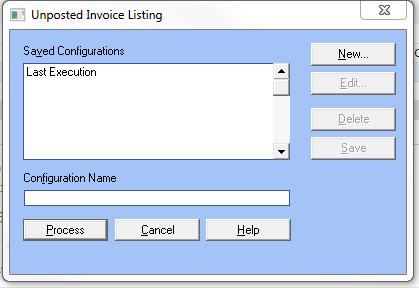 Unposted Invoice Listing
Saved Configurations
New...
Last Execution
Edit...
Delete
Save
Configuration Name
Process
Cancel
Help